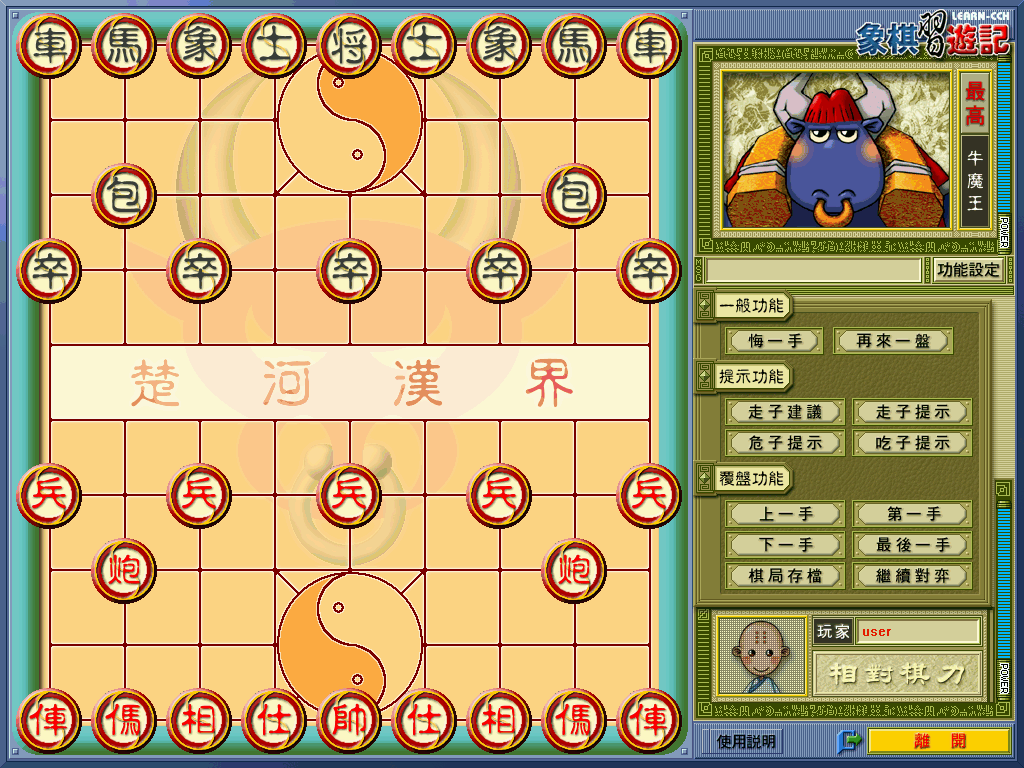 車 馬 象 士 将 士 象 馬 車
包 包
卒 卒 卒 卒 卒
楚 河 漢 界
兵 兵 兵 兵 兵
炮 炮
俥 傌 相 仕 帥 仕 相 傌 俥
LEARN-CCH
象棋習遊記
最高
牛魔王
POWER
功能設定
一般功能
悔一手 再來一盤
提示功能
走子建議 走子提示
危子提示 吃子提示
覆盤功能
上一手 第一手
下一手 最後一手
棋局存檔 繼續對弈
玩家 user
相對棋力
POWER
使用説明 離開